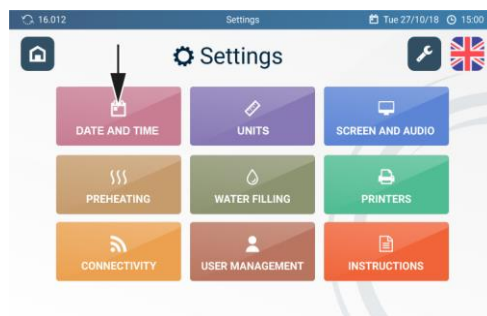 16.012 Settings Tue 27/10/18 15:00
Settings
DATE AND TIME UNITS SCREEN AND AUDIO
PREHEATING WATER FILLING PRINTERS
CONNECTIVITY USER MANAGEMENT INSTRUCTIONS